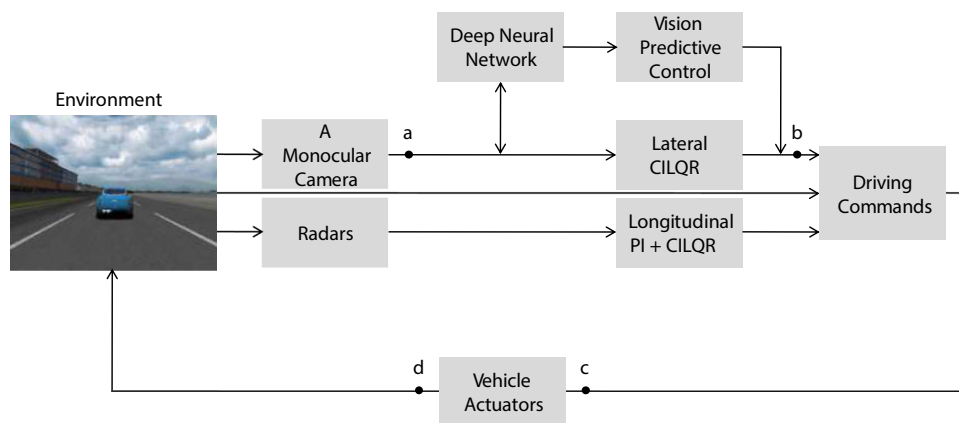 Deep Neural
Network
Vision
Predictive
Control
Environment
A
Monocular
Camera
a
Lateral
CILQR
b
Driving
Commands
Radars
Longitudinal
PI + CILQR
d
Vehicle
Actuators
c